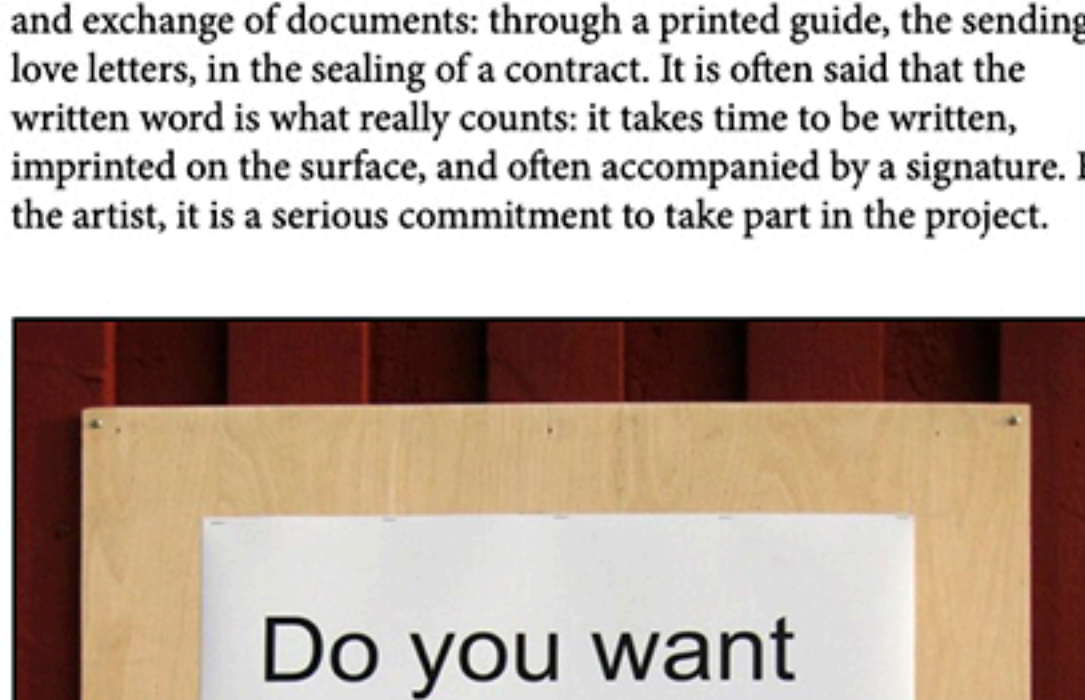 and exchange of documents: through a printed guide, the sending
love letters, in the sealing of a contract. It is often said that the
written word is what really counts: it takes time to be written,
imprinted on the surface, and often accompanied by a signature.
the artist, it is a serious commitment to take part in the project.
Do you want